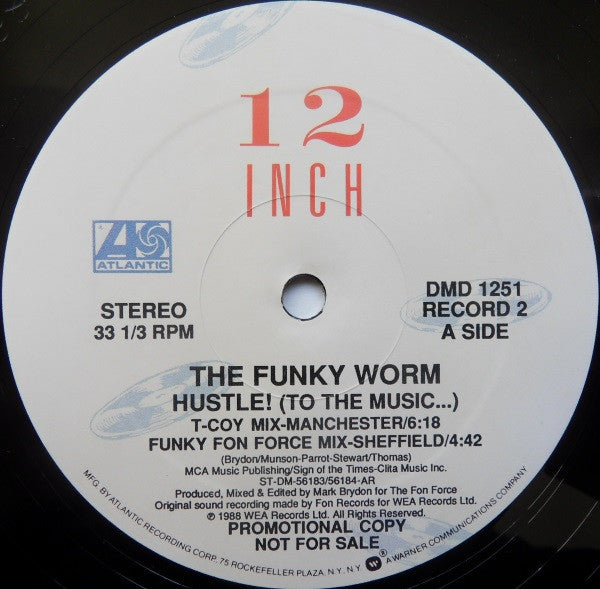 12
INCH
ATLANTIC
STEREO
33 1/3 RPM
DMD 1251
RECORD 2
A SIDE
THE FUNKY WORM
HUSTLE! (TO THE MUSIC...)
T-COY MIX-MANCHESTER/6:18
FUNKY FON FORCE MIX-SHEFFIELD/4:42
(Brydon/Munson-Parrot-Stewart/Thomas)
MCA Music Publishing/Sign of the Times-Clita Music Inc.
ST-DM-56183/56184-AR
Produced, Mixed & Edited by Mark Brydon for The Fon Force
Original sound recording made by Fon Records for WEA Records Ltd.
℗ 1988 WEA Records Ltd. All Rights Reserved.
PROMOTIONAL COPY
NOT FOR SALE
MFG. BY ATLANTIC RECORDING CORP. 75 ROCKEFELLER PLAZA, N.Y. N.Y. ® A WARNER COMMUNICATIONS COMPANY